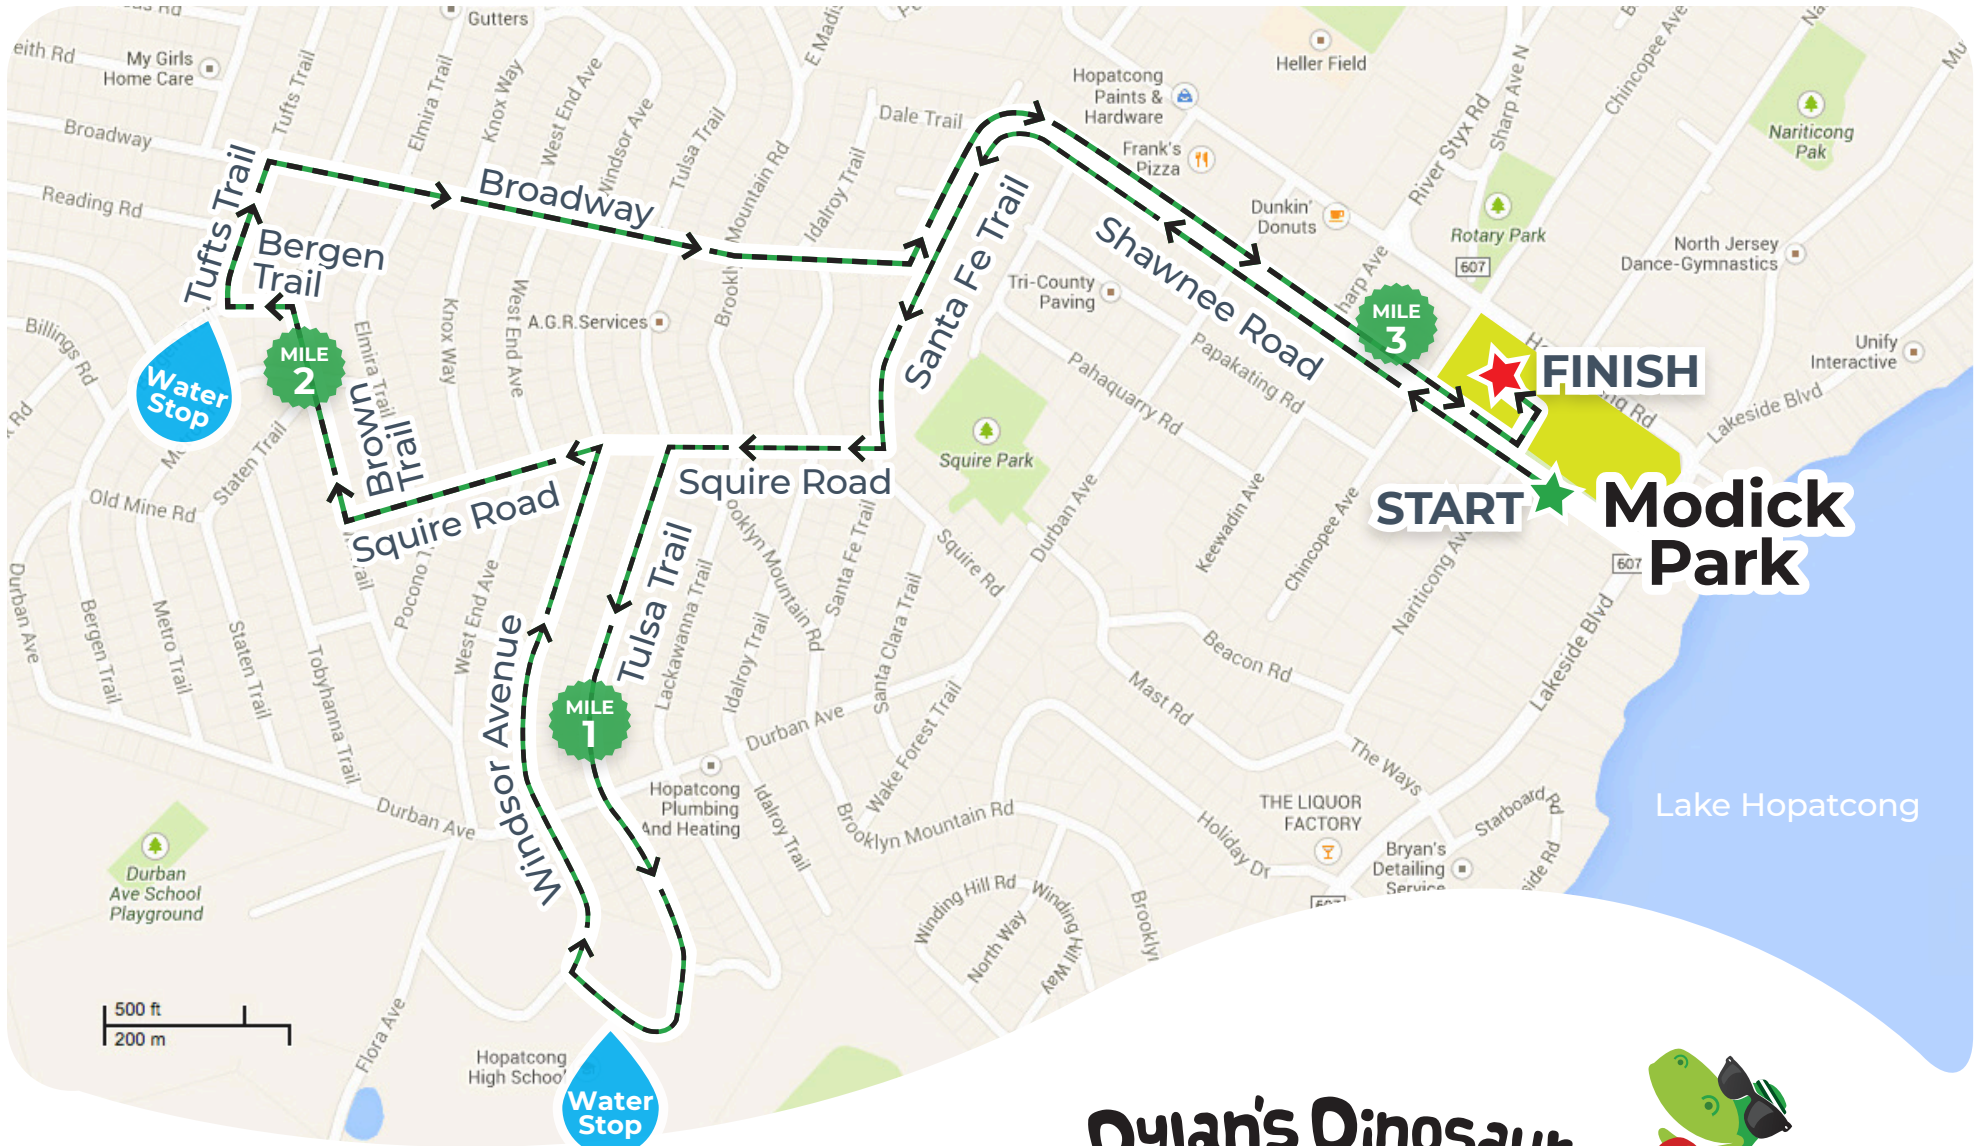 Gutters
My Girls
Home Care
Tufts Trail
Elmira Trail
Knox Way
West End Ave
Tulsa Trail
Broadway
Reading Rd
Dale Trail
Idalroy Trail
Hopatcong
Paints &
Hardware
Frank's
Pizza
Heller Field
Dunkin'
Donuts
River Styx Rd
Sharp Ave N
Chincopee Ave
Nariticong
Pak
Rotary Park
607
North Jersey
Dance-Gymnastics
Unify
Interactive
Lakeside Blvd
Tufts Trail
Bergen
Trail
Broadway
Santa Fe Trail
Shawnee Road
Tri-County
Paving
Papakating Rd
Pahaquarry Rd
MILE
3
FINISH
START
Modick
Park
607
Billings Rd
Water
Stop
MILE
2
Brown
Trail
Elmira Trail
Knox Way
West End Ave
A.G.R.Services
Squire Park
Squire Road
Squire Road
Staten Trail
Old Mine Rd
Tulsa Trail
Squire Rd
Durban Ave
Keewadin Ave
Chincopee Ave
Nariticong Ave
Lakeside Blvd
Durban Ave
Bergen Trail
Metro Trail
Staten Trail
Tobyhanna Trail
West End Ave
Windsor Avenue
MILE
1
Lackawanna Trail
Idalroy Trail
Santa Fe Trail
Santa Clara Trail
Durban Ave
Wake Forest Trail
Beacon Rd
Mast Rd
The Ways
Starboard Rd
Lake Hopatcong
Durban Ave
Hopatcong
Plumbing
And Heating
Idalroy Trail
Brooklyn Mountain Rd
Holiday Dr
THE LIQUOR
FACTORY
Bryan's
Detailing
Service
Durban
Ave School
Playground
Winding Hill Rd
Winding Hill Way
North Way
500 ft
200 m
Flora Ave
Hopatcong
High School
Water
Stop
Dylan's Dinosaur